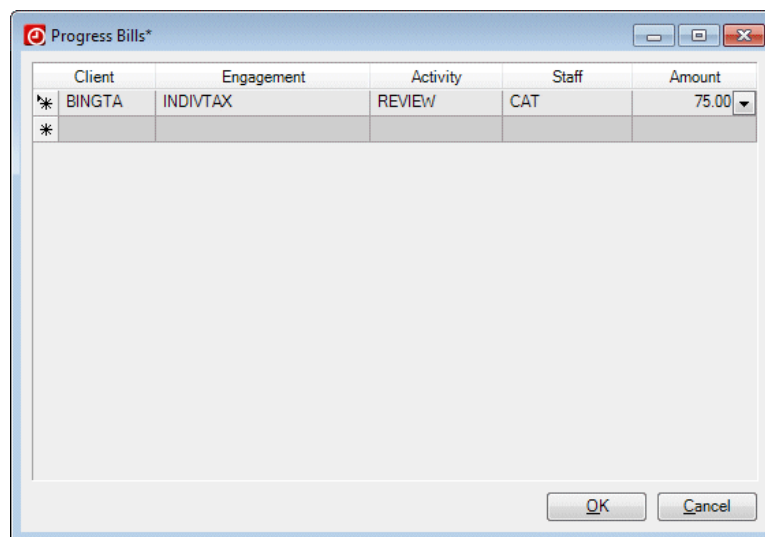 Progress Bills*
Client Engagement Activity Staff Amount
BINGTA INDIVTAX REVIEW CAT 75.00
OK Cancel